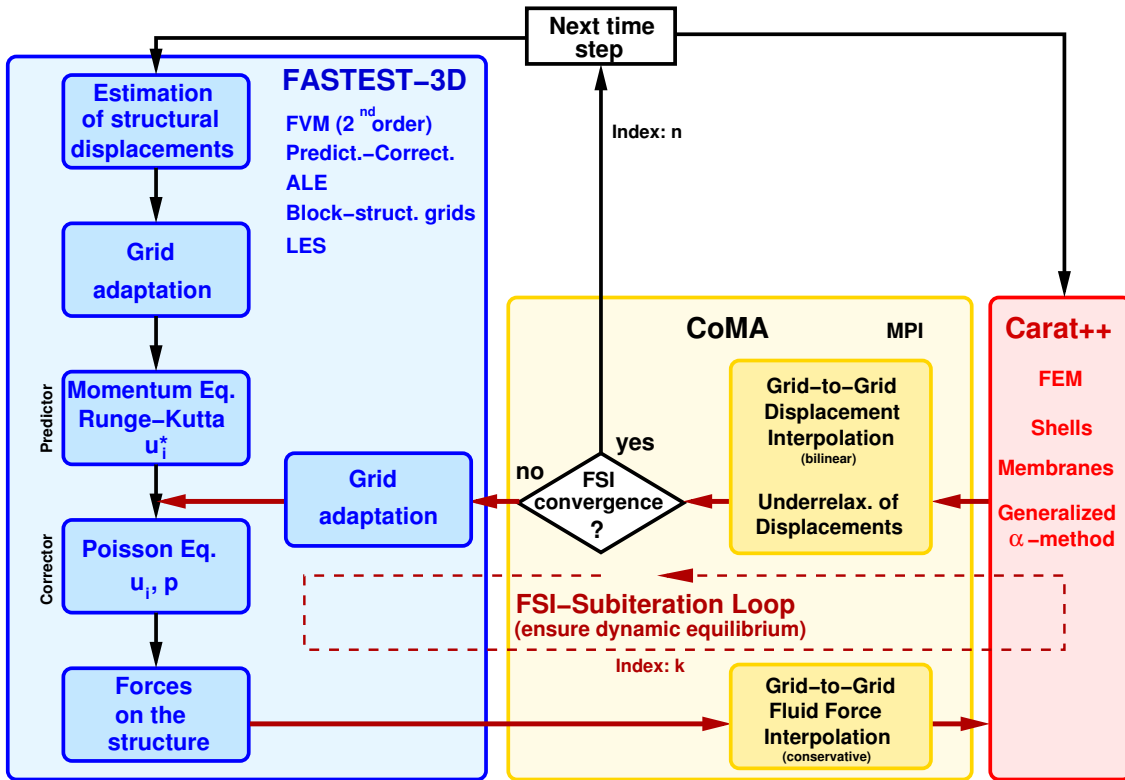 Next time
step
FASTEST−3D
FVM (2nd order)
Predict.−Correct.
ALE
Block−struct. grids
LES
Estimation
of structural
displacements
Grid
adaptation
Predictor
Momentum Eq.
Runge−Kutta
u*i
Grid
adaptation
Corrector
Poisson Eq.
ui, p
Forces
on the
structure
Index: n
CoMA
MPI
Grid−to−Grid
Displacement
Interpolation
(bilinear)
Underrelax. of
Displacements
yes
no
FSI
convergence
?
FSI−Subiteration Loop
(ensure dynamic equilibrium)
Index: k
Grid−to−Grid
Fluid Force
Interpolation
(conservative)
Carat++
FEM
Shells
Membranes
Generalized
α−method